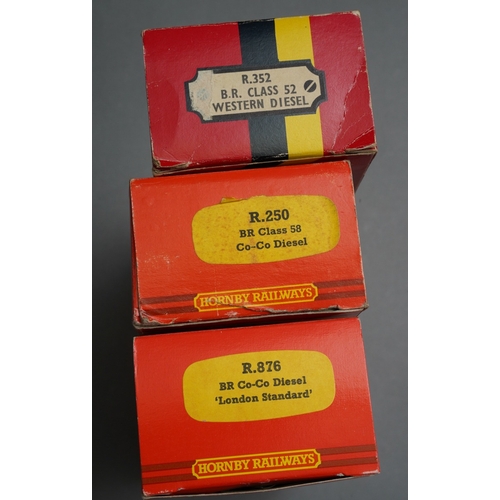 R.352
B.R. CLASS 52
WESTERN DIESEL
R.250
BR Class 58
Co-Co Diesel
HORNBY RAILWAYS
R.876
BR Co-Co Diesel
'London Standard'
HORNBY RAILWAYS